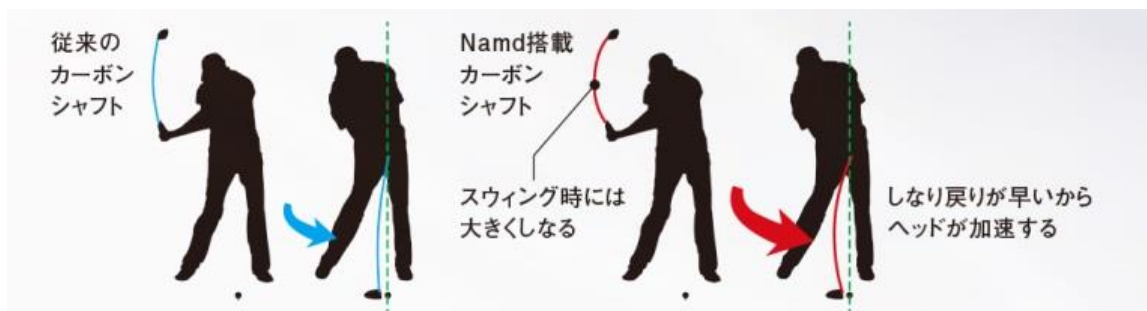 従来の
カーボン
シャフト
Namd搭載
カーボン
シャフト
スウィング時には
大きくしなる
しなり戻りが早いから
ヘッドが加速する